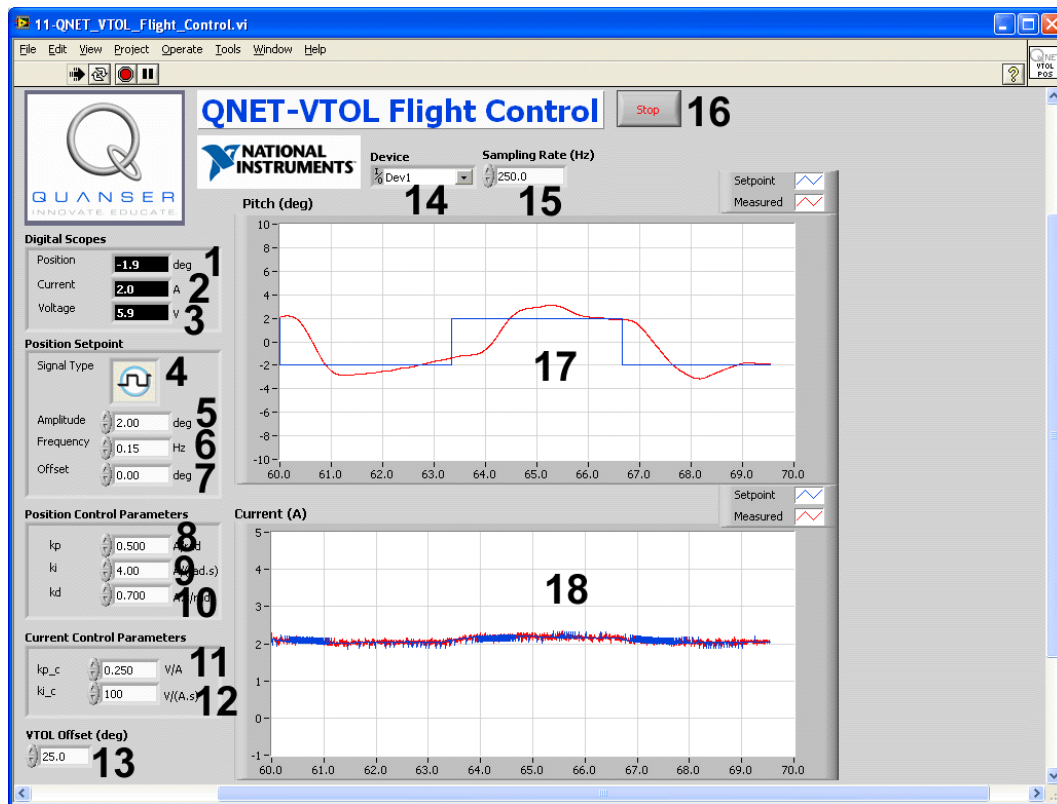 11-QNET_VTOL_Flight_Control.vi
File Edit View Project Operate Tools Window Help
QNET
VTOL
POS
QUANSER
INNOVATE EDUCATE
QNET-VTOL Flight Control
Stop
16
NATIONAL
INSTRUMENTS
Device
Dev1
14
Sampling Rate (Hz)
250.0
15
Digital Scopes
Position -1.9 deg 1
Current 2.0 A 2
Voltage 5.9 V 3
Position Setpoint
Signal Type 4
Amplitude 2.00 deg 5
Frequency 0.15 Hz 6
Offset 0.00 deg 7
Position Control Parameters
kp 0.500 8
ki 4.00 9
kd 0.700 10
Current Control Parameters
kp_c 0.250 V/A 11
ki_c 100 V/(A.s) 12
VTOL Offset (deg)
25.0 13
Pitch (deg)
Setpoint
Measured
10
8
6
4
2
0
-2
-4
-6
-8
-10
17
60.0 61.0 62.0 63.0 64.0 65.0 66.0 67.0 68.0 69.0 70.0
Current (A)
Setpoint
Measured
5
4
3
2
1
0
-1
18
60.0 61.0 62.0 63.0 64.0 65.0 66.0 67.0 68.0 69.0 70.0